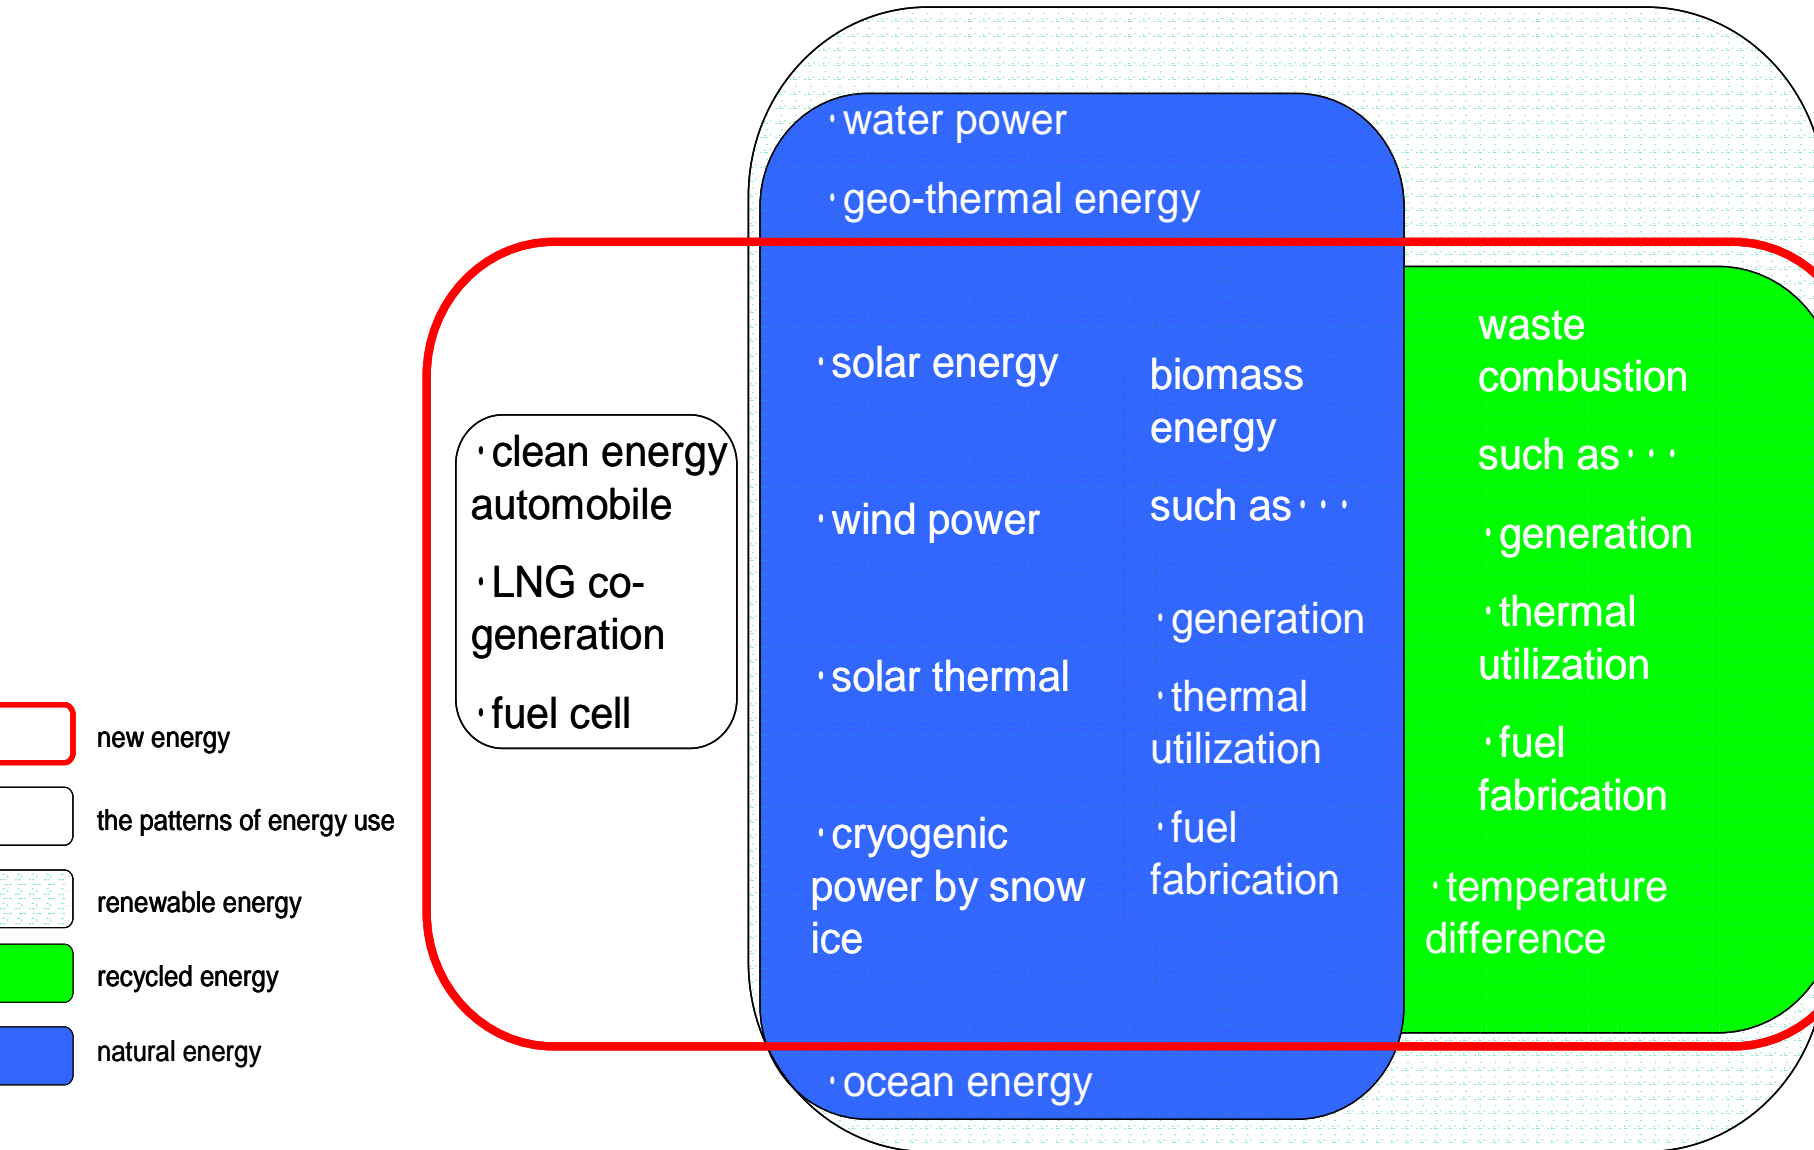 ·water power
·geo-thermal energy
·clean energy
automobile
·LNG co-
generation
·fuel cell
·solar energy
·wind power
·solar thermal
·cryogenic
power by snow
ice
biomass
energy
such as···
·generation
·thermal
utilization
·fuel
fabrication
waste
combustion
such as···
·generation
·thermal
utilization
·fuel
fabrication
·temperature
difference
·ocean energy
new energy
the patterns of energy use
renewable energy
recycled energy
natural energy